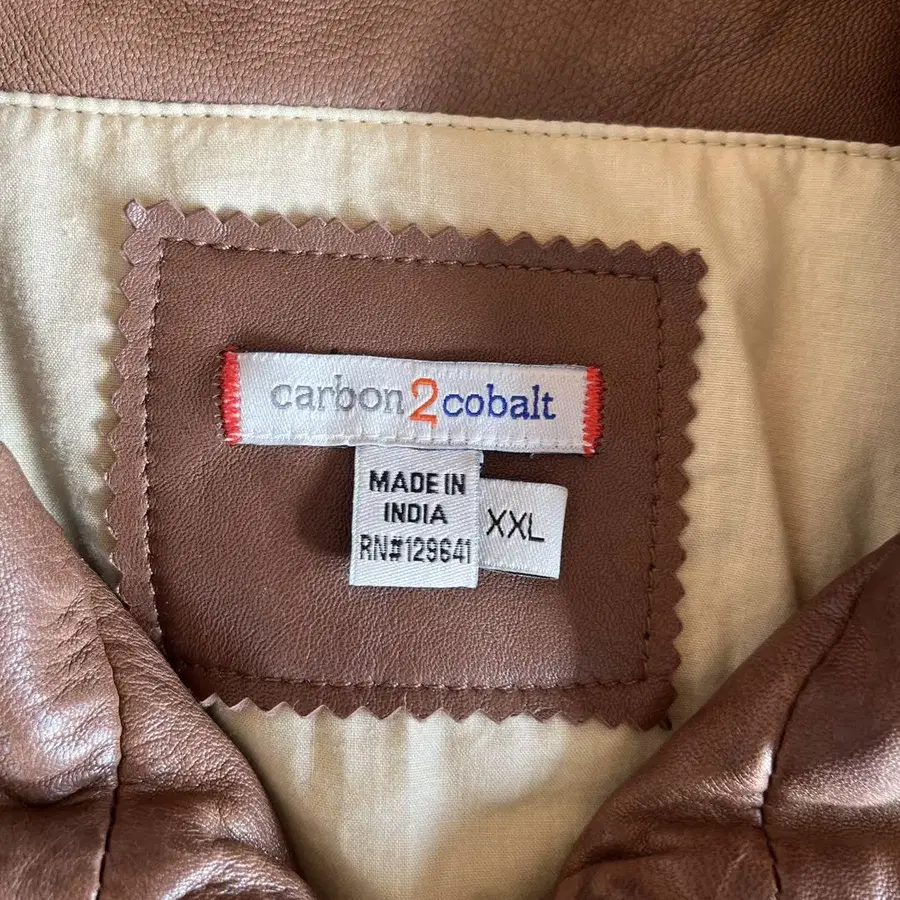 carbon2cobalt
MADE IN
INDIA
RN#129641
XXL